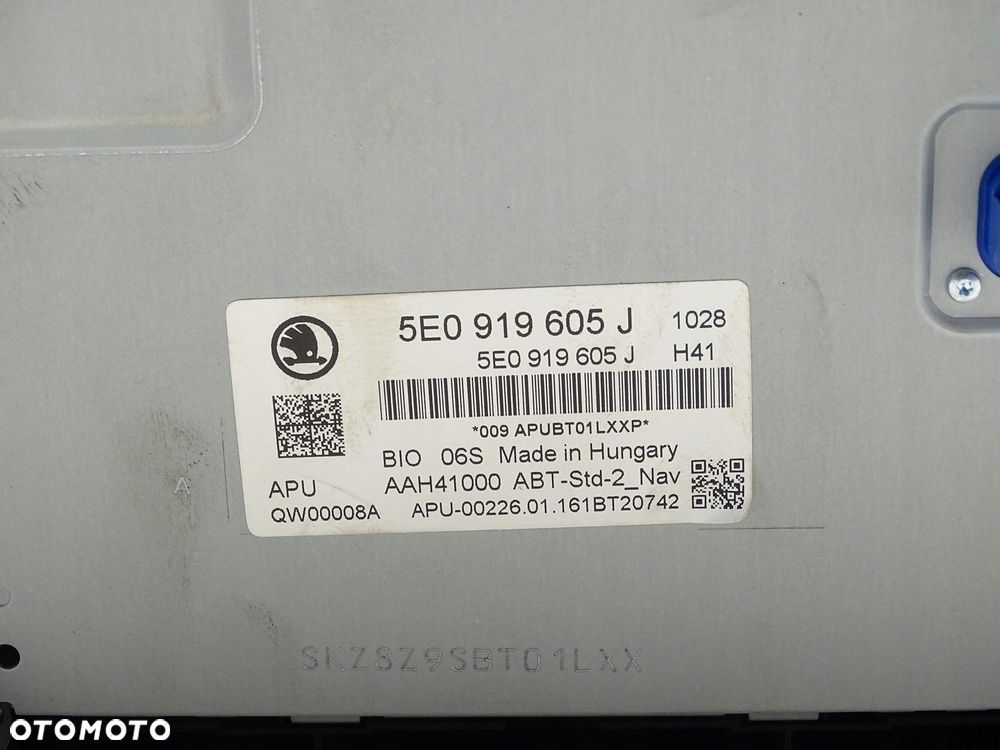 5E0 919 605 J 1028
5E0 919 605 J H41
*009 APUBT01LXXP*
BIO 06S Made in Hungary
APU AAH41000 ABT-Std-2_Nav
QW00008A APU-00226.01.161BT20742
A
SKZ8Z9SBT01LXX
OTOMOTO